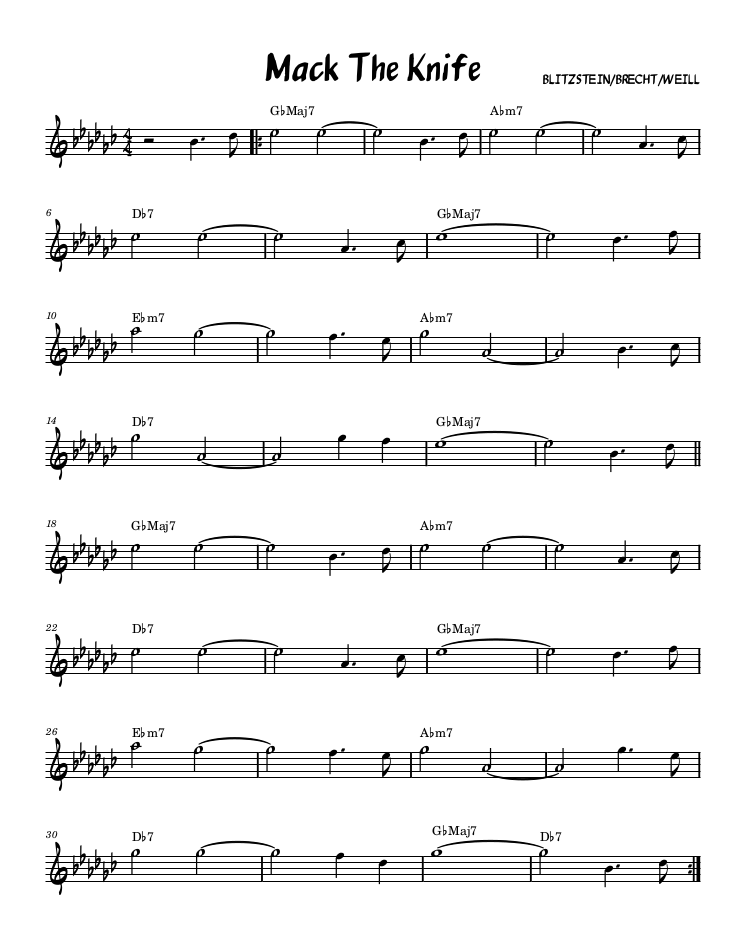 Mack The Knife
BLITZSTEIN/BRECHT/WEILL
G♭Maj7 A♭m7
4
4
6
D♭7 G♭Maj7
10
E♭m7 A♭m7
14
D♭7 G♭Maj7
18
G♭Maj7 A♭m7
22
D♭7 G♭Maj7
26
E♭m7 A♭m7
30
D♭7 G♭Maj7 D♭7